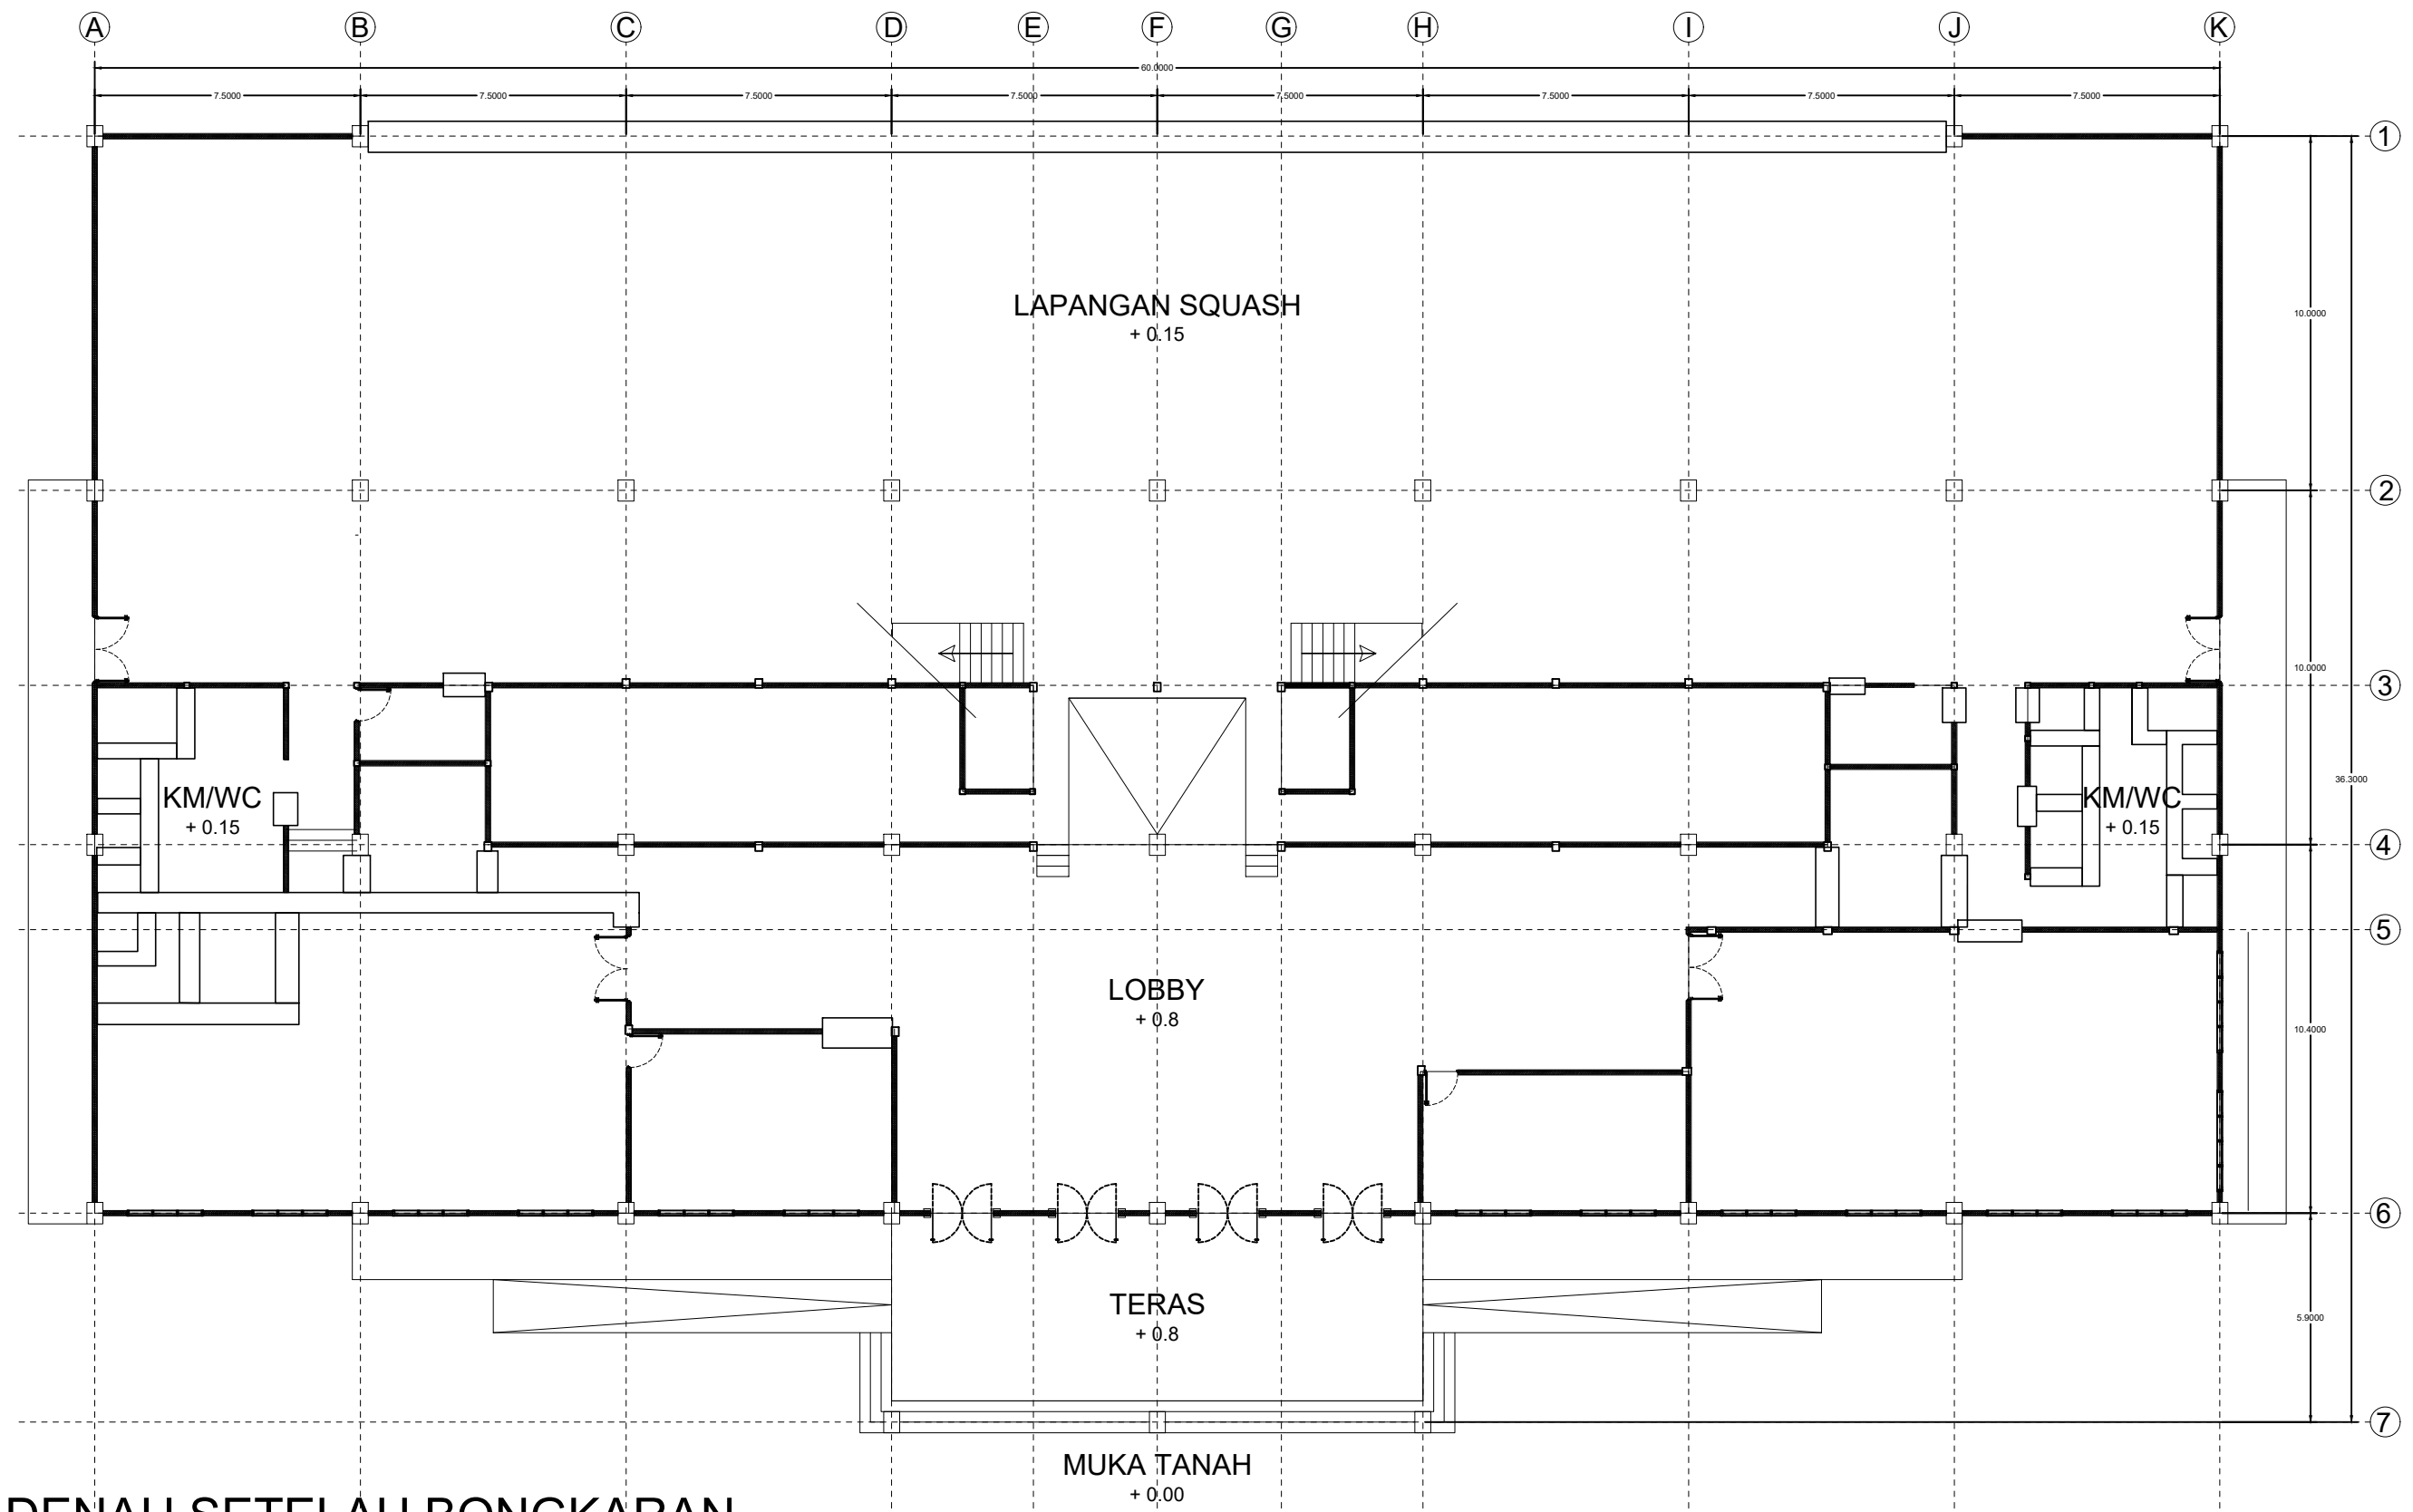 A B C D E F G H I J K
60.0000
7.5000 7.5000 7.5000 7.5000 7.5000 7.5000 7.5000 7.5000
1
LAPANGAN SQUASH
+ 0.15
10.0000
2
10.0000
3
36.3000
KM/WC
+ 0.15
KM/WC
+ 0.15
4
5
LOBBY
+ 0.8
10.4000
6
TERAS
+ 0.8
5.9000
7
MUKA TANAH
+ 0.00
DENAH SETELAH BONGKARAN